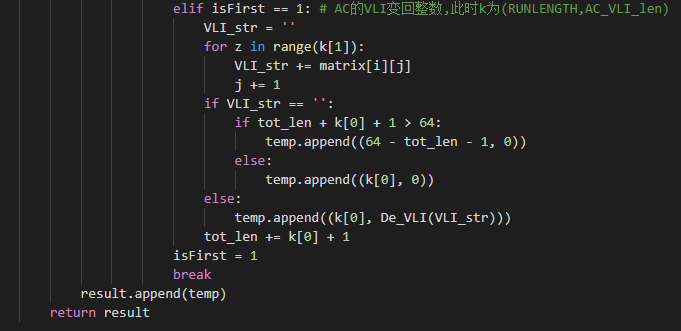 elif isFirst == 1: # AC的VLI变回整数,此时k为(RUNLENGTH,AC_VLI_len)
VLI_str = ''
for z in range(k[1]):
VLI_str += matrix[i][j]
j += 1
if VLI_str == '':
if tot_len + k[0] + 1 > 64:
temp.append((64 - tot_len - 1, 0))
else:
temp.append((k[0], 0))
else:
temp.append((k[0], De_VLI(VLI_str)))
tot_len += k[0] + 1
isFirst = 1
break
result.append(temp)
return result